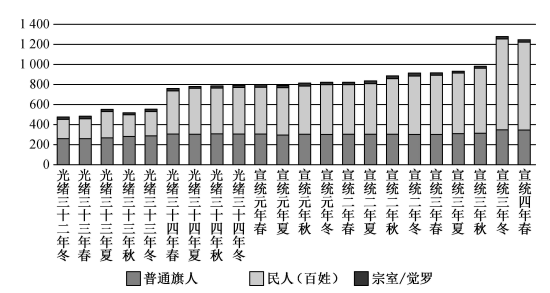 1 400
1 200
1 000
800
600
400
200
0
光绪三十二年冬
光绪三十三年春
光绪三十三年夏
光绪三十三年秋
光绪三十三年冬
光绪三十四年春
光绪三十四年夏
光绪三十四年秋
光绪三十四年冬
宣统元年春
宣统元年夏
宣统元年秋
宣统元年冬
宣统二年春
宣统二年夏
宣统二年秋
宣统二年冬
宣统三年春
宣统三年夏
宣统三年秋
宣统三年冬
宣统四年春
普通旗人 民人（百姓） 宗室/觉罗